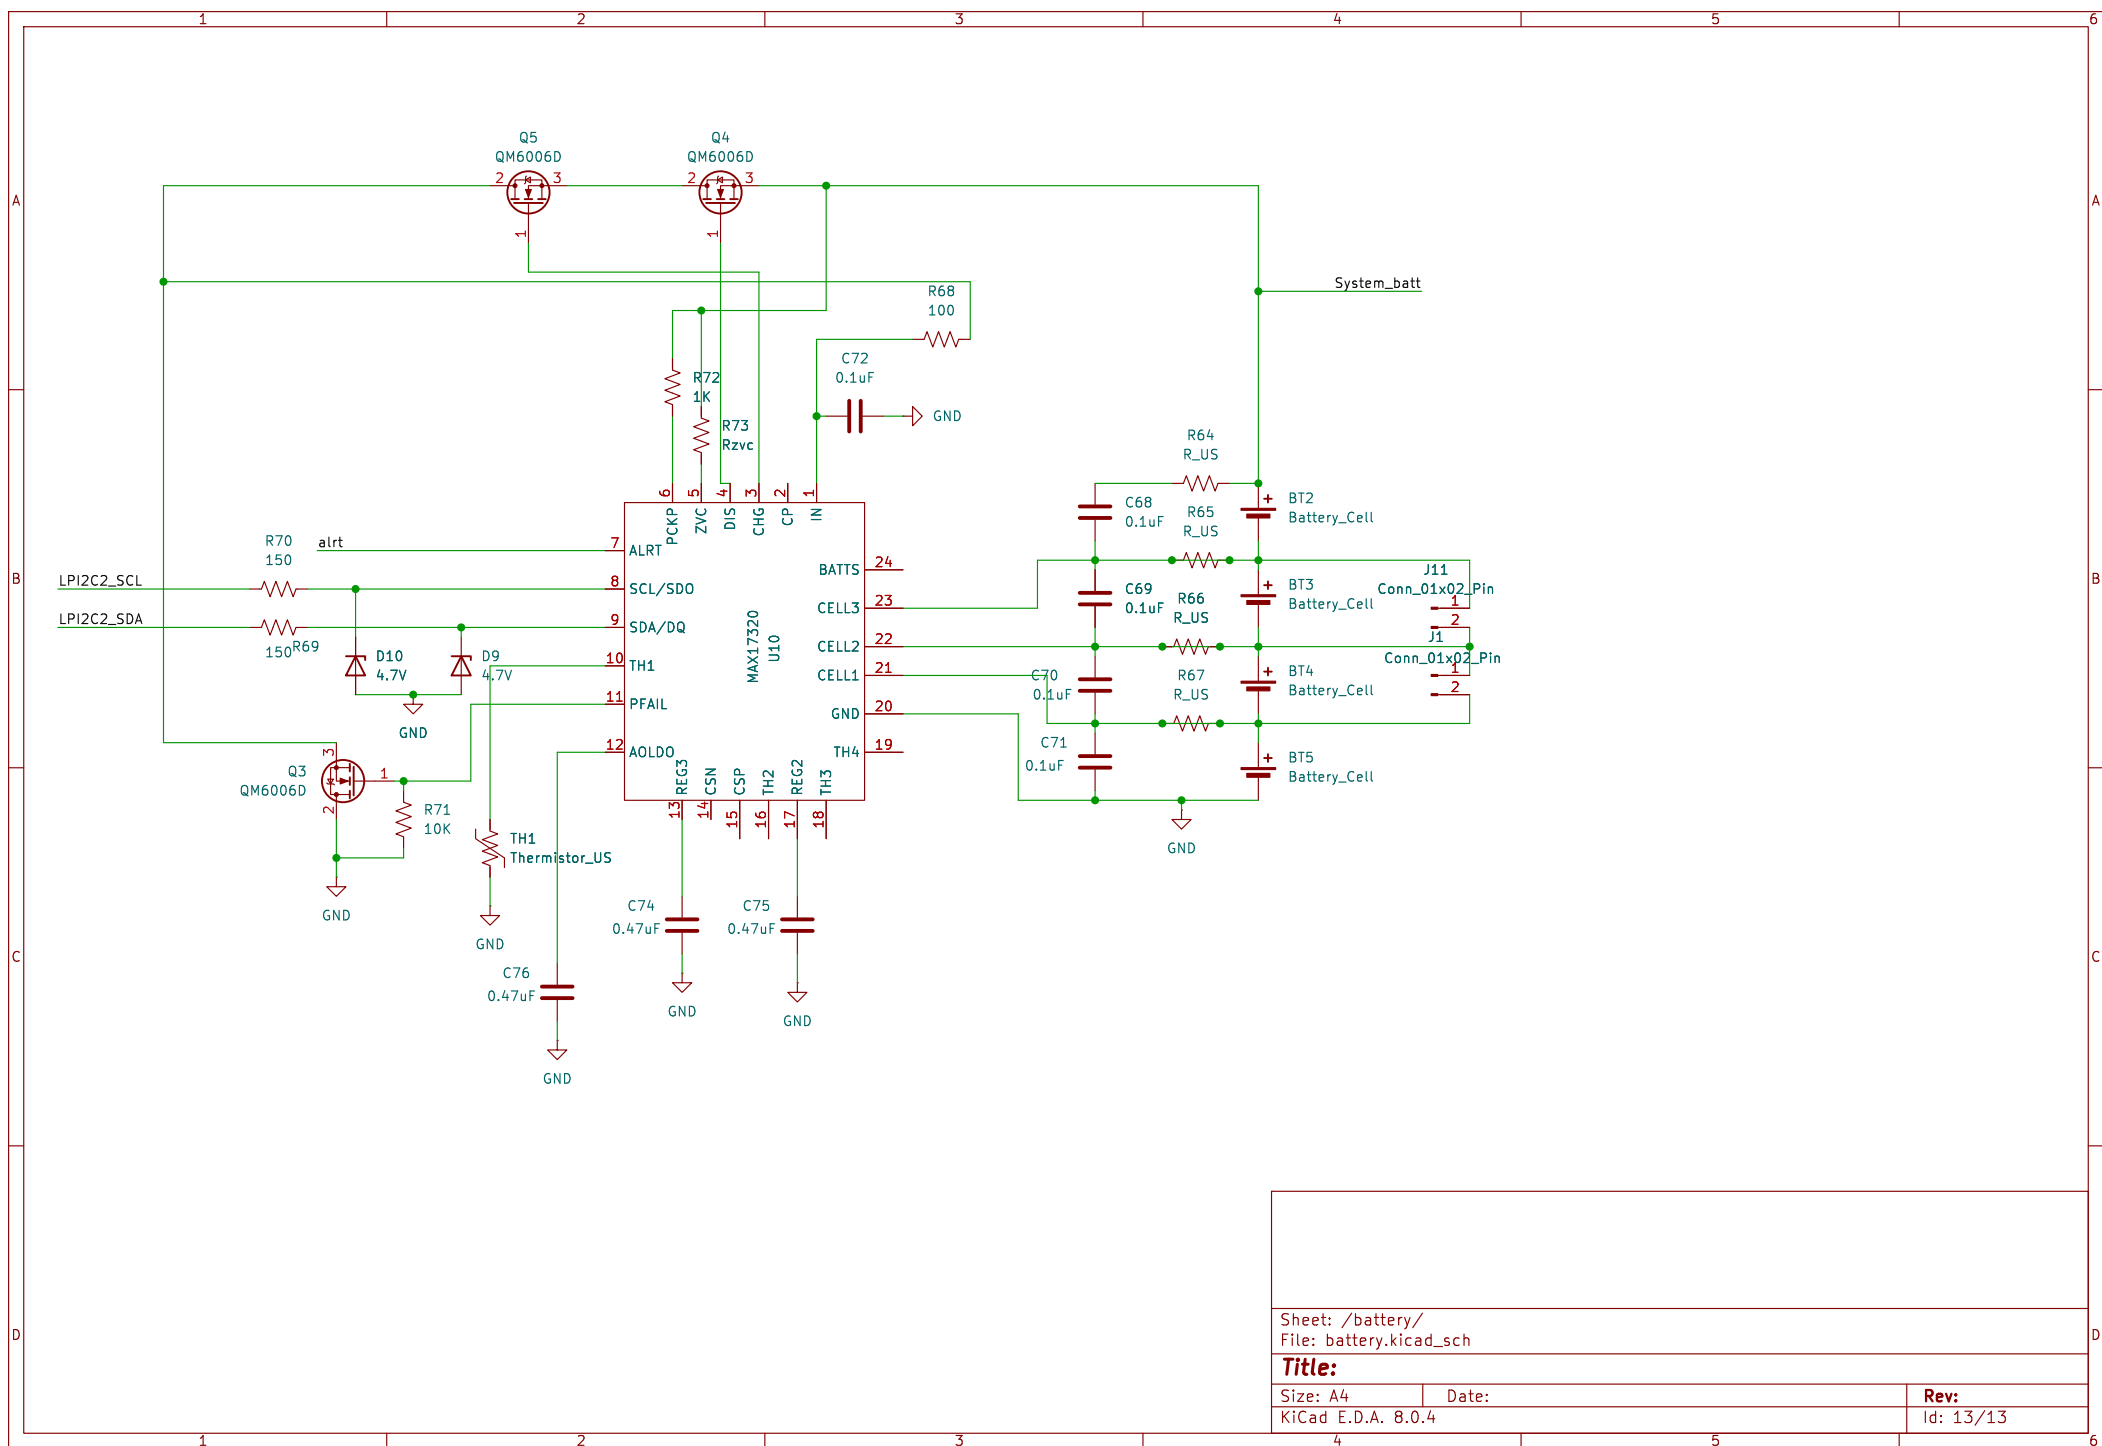 1 2 3 4 5 6
A A
B B
C C
D D
Q5
QM6006D
2 3
1
Q4
QM6006D
2 3
1
System_batt
R68
100
C72
0.1uF
GND
R72
1K
R73
Rzvc
R64
R_US
C68
0.1uF
R65
R_US
BT2
Battery_Cell
+
C69
0.1uF
R66
R_US
BT3
Battery_Cell
+
J11
Conn_01x02_Pin
1
2
J1
Conn_01x02_Pin
1
2
C70
0.1uF
R67
R_US
BT4
Battery_Cell
+
C71
0.1uF
BT5
Battery_Cell
+
GND
6 5 4 3 2 1
PCKP ZVC DIS CHG CP IN
alrt
7 ALRT
8 SCL/SDO
9 SDA/DQ
10 TH1
11 PFAIL
12 AOLDO
MAX17320
U10
BATTS 24
CELL3 23
CELL2 22
CELL1 21
GND 20
TH4 19
REG3 CSN CSP TH2 REG2 TH3
13 14 15 16 17 18
R70
150
LPI2C2_SCL
LPI2C2_SDA
150 R69
D10
4.7V
D9
4.7V
GND
Q3
QM6006D
3
1
2
R71
10K
GND
TH1
Thermistor_US
GND
C74
0.47uF
GND
C75
0.47uF
GND
C76
0.47uF
GND
Sheet: /battery/
File: battery.kicad_sch
Title:
Size: A4 Date: Rev:
KiCad E.D.A. 8.0.4 Id: 13/13
1 2 3 4 5 6